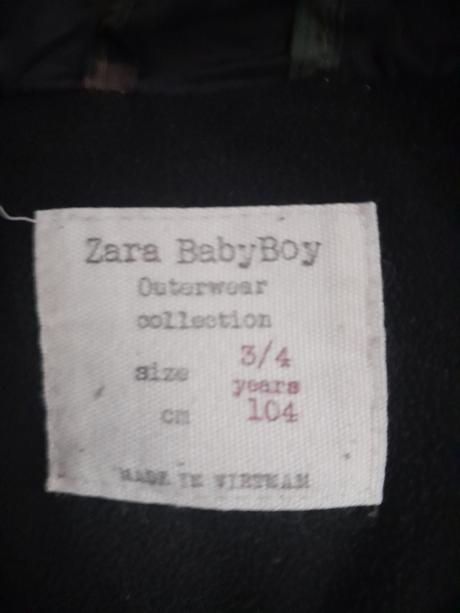 Zara BabyBoy
Outerwear
collection
size 3/4
years
cm 104
MADE IN VIETNAM